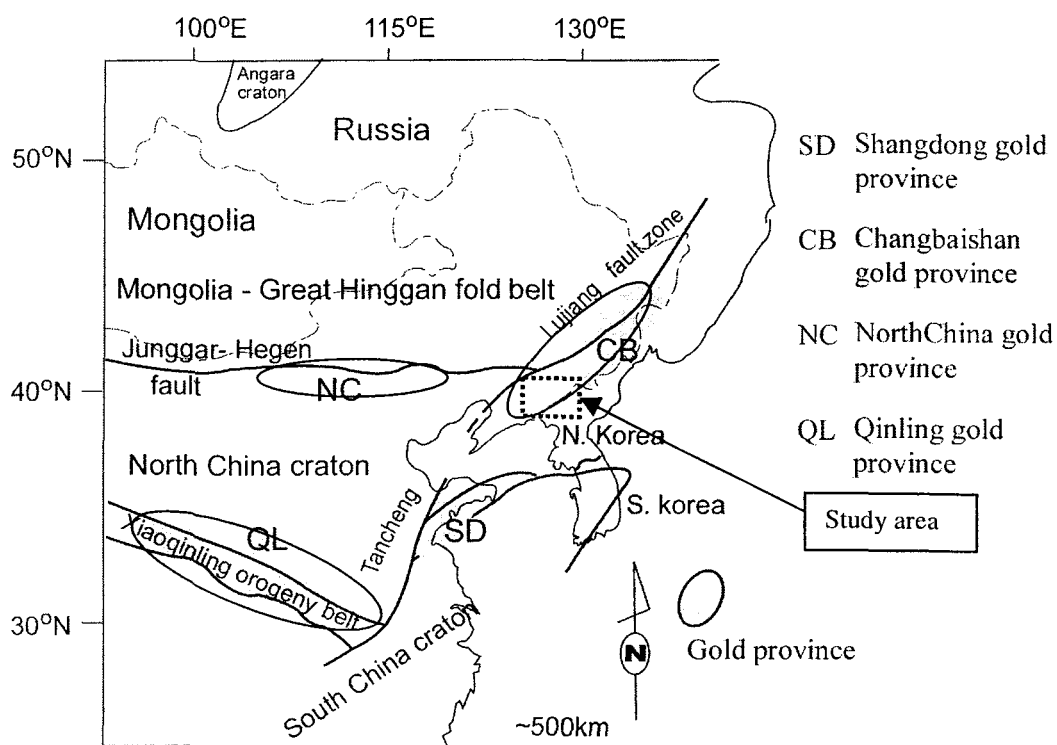 100°E 115°E 130°E
Angara
craton
Russia
50°N
Mongolia
Mongolia - Great Hinggan fold belt
Lujiang fault zone
Junggar- Hegen
fault
NC
CB
40°N
N. Korea
North China craton
Tancheng
SD
S. korea
QL
Xiaoqinling orogeny belt
30°N
South China craton
~500km
SD Shangdong gold
province
CB Changbaishan
gold province
NC NorthChina gold
province
QL Qinling gold
province
Study area
N
Gold province